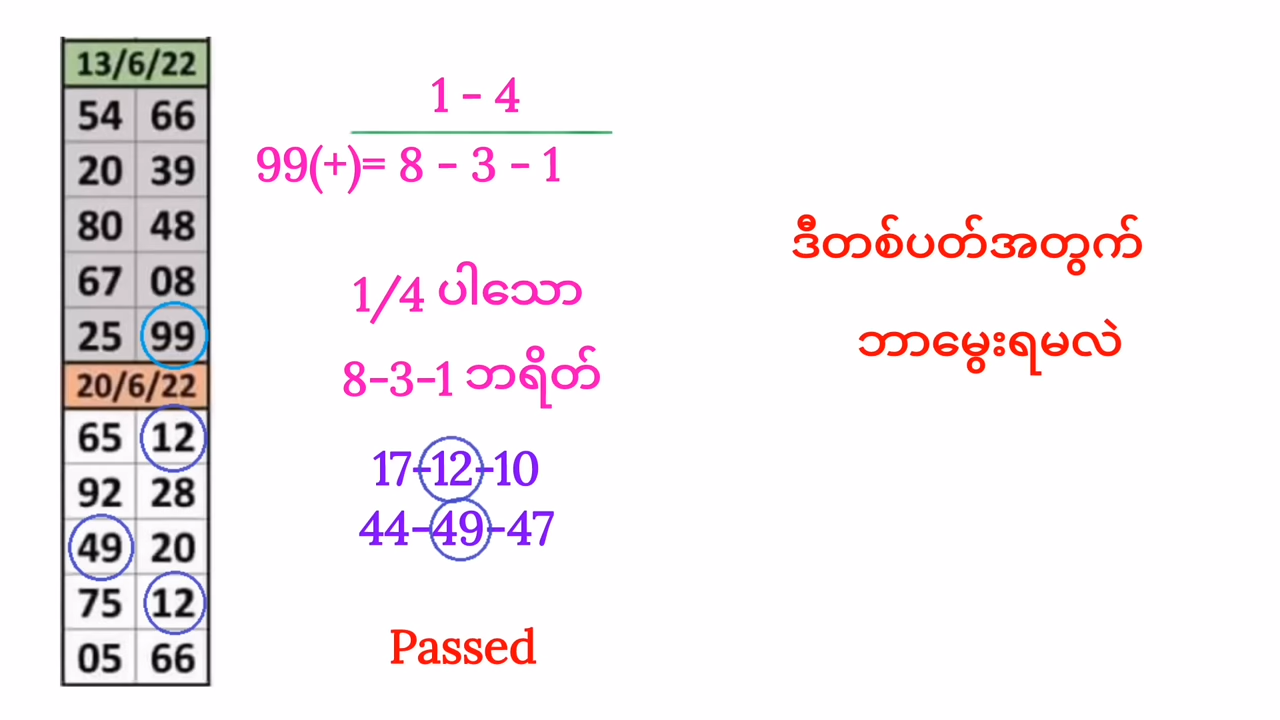 13/6/22
54 66
20 39
80 48
67 08
25 99
20/6/22
65 12
92 28
49 20
75 12
05 66
1 - 4
99(+)= 8 - 3 - 1
1/4 ပါသော
8-3-1 ဘရိတ်
17-12-10
44-49-47
Passed
ဒီတစ်ပတ်အတွက်
ဘာမွေးရမလဲ